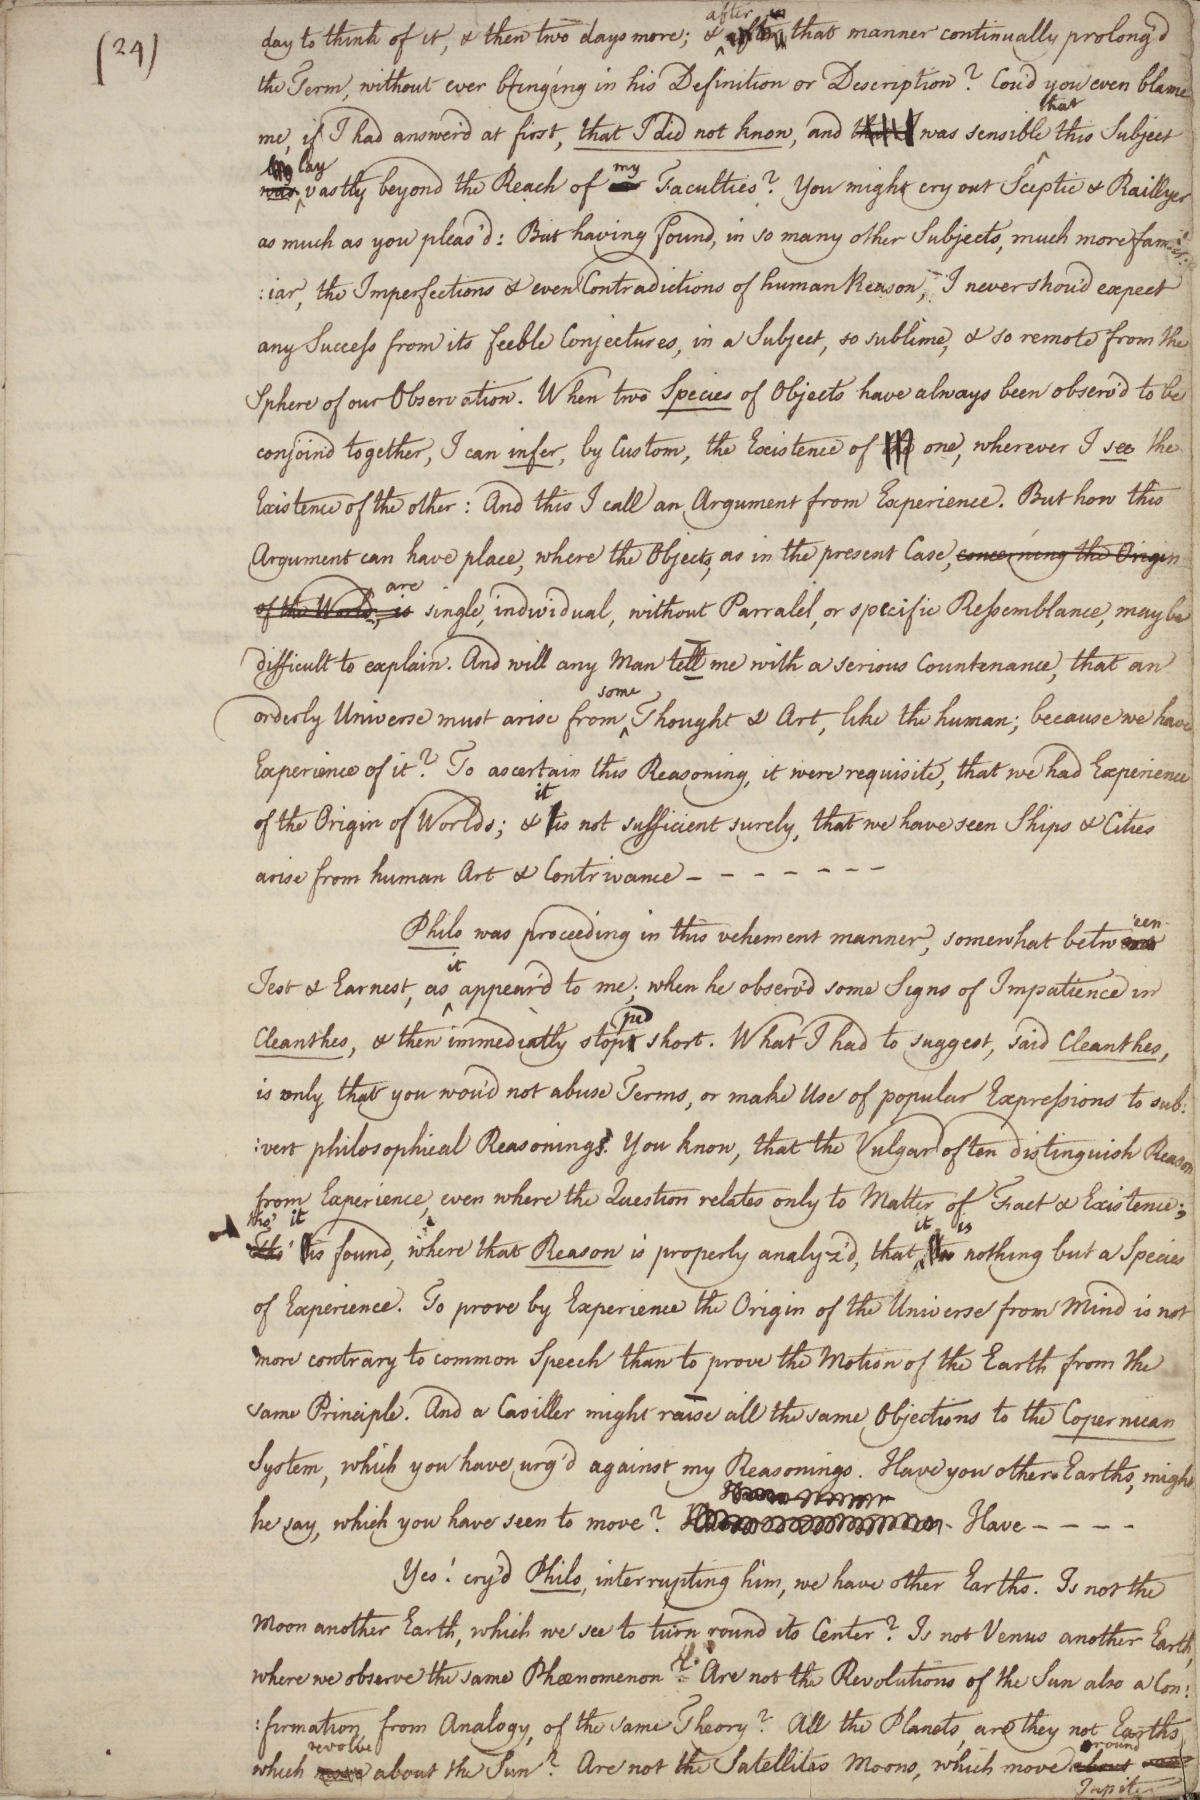 (24)
day to think of it, & then two days more; & after in that manner continually prolong'd
the Term, without ever bringing in his Definition or Description? Cou'd you even blame
me, if I had answer'd at first, that I did not know, and was sensible that this Subject
lay vastly beyond the Reach of my Faculties? You might cry out Sceptic & Raillyer
as much as you pleas'd: But having found, in so many other Subjects, much more famil:
:iar, the Imperfections & even Contradictions of human Reason, I never shou'd expect
any Success from its feeble Conjectures, in a Subject, so sublime, & so remote from the
Sphere of our Observation. When two Species of Objects have always been observ'd to be
conjoind together, I can infer, by Custom, the Existence of one, wherever I see the
Existence of the other: And this I call an Argument from Experience. But how this
Argument can have place, where the Objects, as in the present Case, concerning the Origin
of the World, is are single, individual, without Parralel, or specific Ressemblance, may be
difficult to explain. And will any Man tell me with a serious Countenance, that an
orderly Universe must arise from some Thought & Art, like the human; because we have
Experience of it? To ascertain this Reasoning, it were requisite, that we had Experience
of the Origin of Worlds; & it is not sufficient surely, that we have seen Ships & Cities
arise from human Art & Contrivance - - - - - - - -
Philo was proceeding in this vehement manner, somewhat between
Jest & Earnest, as it appear'd to me; when he observ'd some Signs of Impatience in
Cleanthes, & then immediatly stopped short. What I had to suggest, said Cleanthes,
is only that you wou'd not abuse Terms, or make Use of popular Expressions to sub:
:vert philosophical Reasonings. You know, that the Vulgar often distinguish Reason
from Experience, even where the Question relates only to Matter of Fact & Existence;
tho' it is found, where that Reason is properly analyz'd, that it is nothing but a Species
of Experience. To prove by Experience the Origin of the Universe from Mind is not
more contrary to common Speech than to prove the Motion of the Earth from the
same Principle. And a Caviller might raise all the same Objections to the Copernican
System, which you have urg'd against my Reasonings. Have you other Earths, might
he say, which you have seen to move? Have - - - -
Yes! cry'd Philo, interrupting him, we have other Earths. Is not the
Moon another Earth, which we see to turn round its Center? Is not Venus another Earth,
where we observe the same Phænomenon? Are not the Revolutions of the Sun also a Con:
:firmation, from Analogy, of the same Theory? All the Planets, are they not Earths,
which revolve about the Sun? Are not the Satellites Moons, which move around
Jupiter